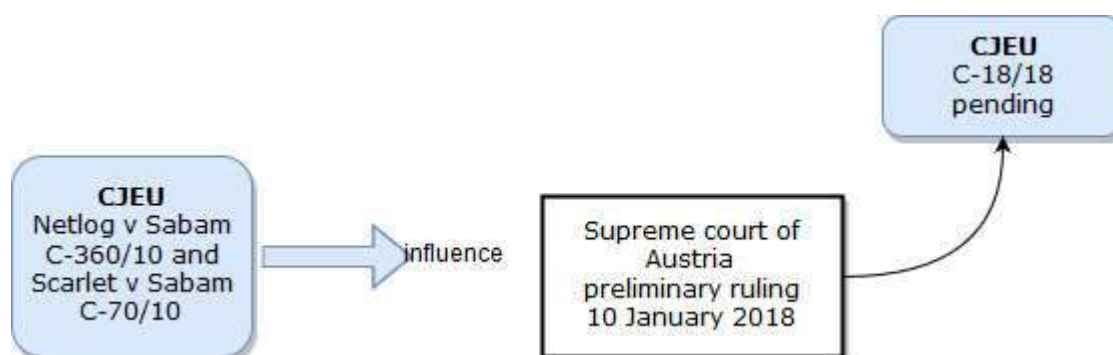 CJEU
C-18/18
pending
CJEU
Netlog v Sabam
C-360/10 and
Scarlet v Sabam
C-70/10
influence
Supreme court of
Austria
preliminary ruling
10 January 2018